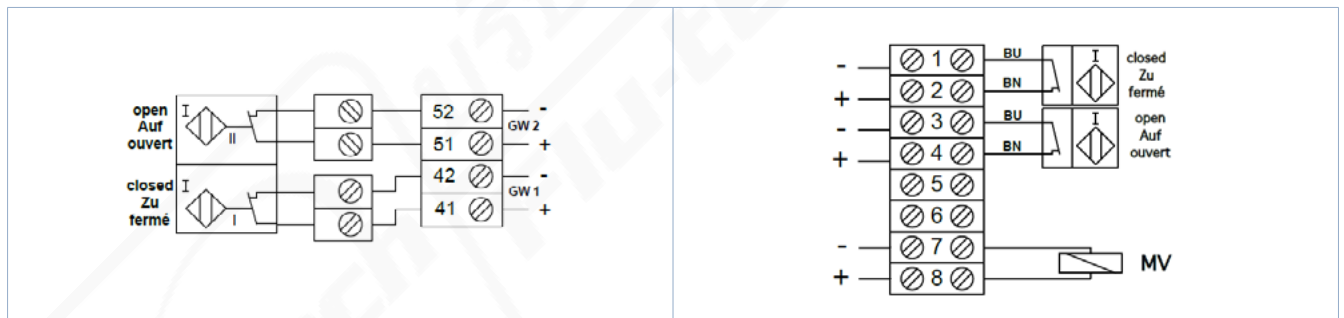 open
Auf
ouvert
I
II
52
-
GW 2
51
+
closed
Zu
fermé
I
I
42
-
GW 1
41
+
-
1
BU
I
closed
Zu
fermé
+
2
BN
-
3
BU
I
open
Auf
ouvert
+
4
BN
5
6
-
7
MV
+
8